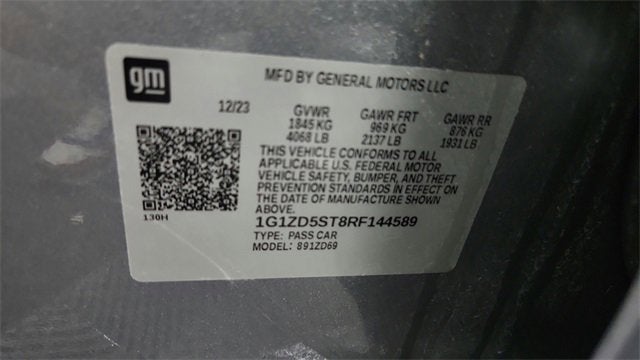 gm
MFD BY GENERAL MOTORS LLC
12/23 GVWR GAWR FRT GAWR RR
1845 KG 969 KG 876 KG
4068 LB 2137 LB 1931 LB
THIS VEHICLE CONFORMS TO ALL
APPLICABLE U.S. FEDERAL MOTOR
VEHICLE SAFETY, BUMPER, AND THEFT
PREVENTION STANDARDS IN EFFECT ON
THE DATE OF MANUFACTURE SHOWN
ABOVE.
130H
1G1ZD5ST8RF144589
TYPE: PASS CAR
MODEL: 891ZD69